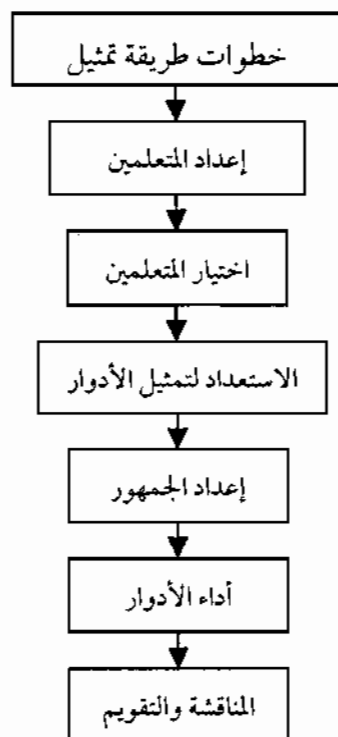 خطوات طريقة تمثيل
إعداد المتعلمين
اختيار المتعلمين
الاستعداد لتمثيل الأدوار
إعداد الجمهور
أداء الأدوار
المناقشة والتقويم